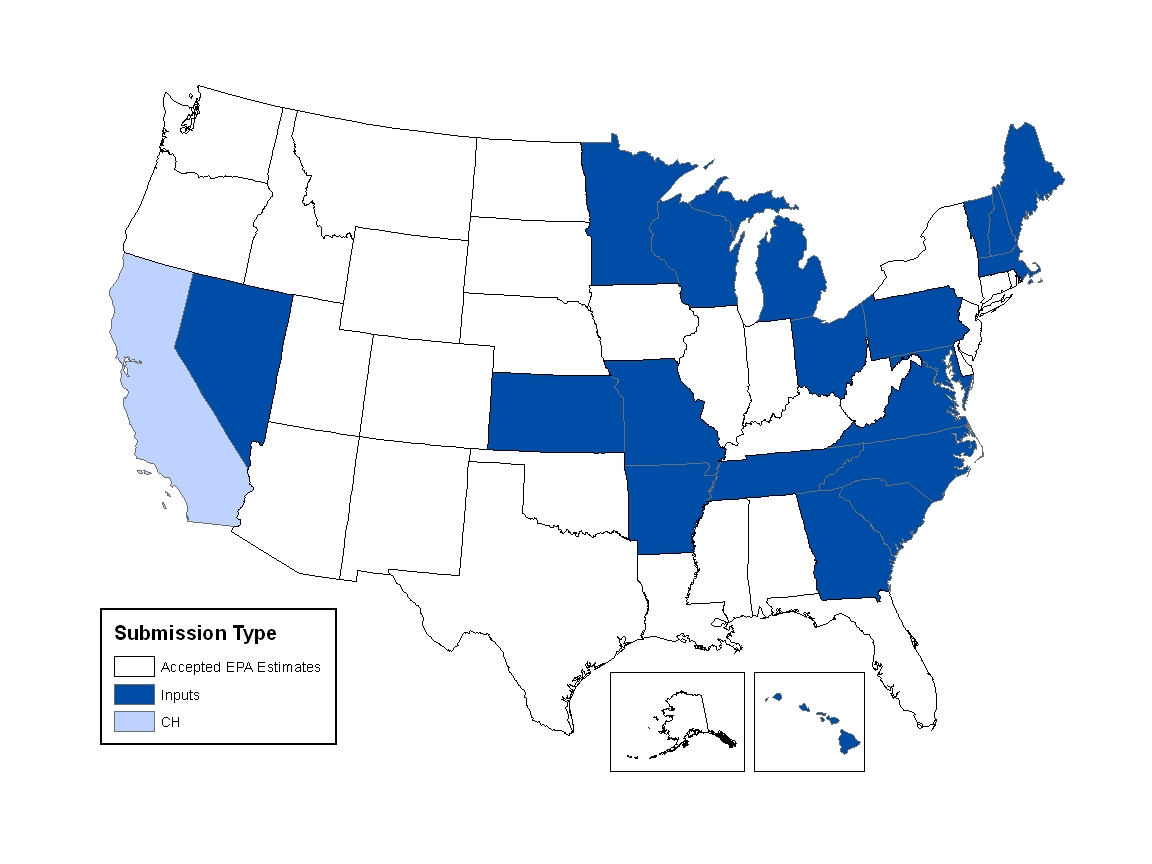 Submission Type
Accepted EPA Estimates
Inputs
CH